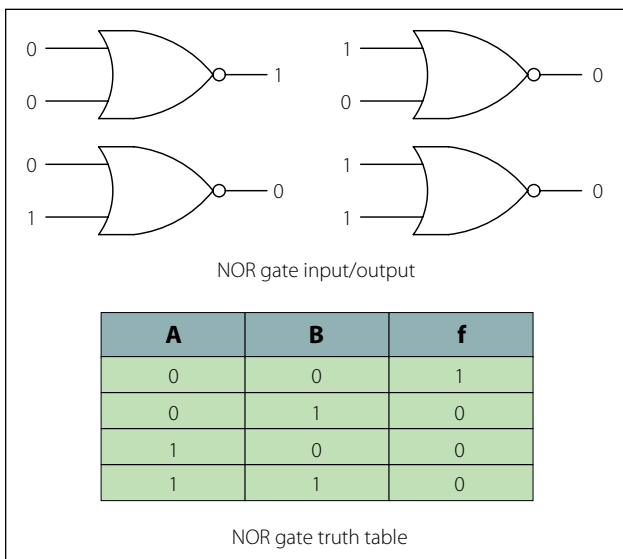 0 1 1 0
0 0
0 0 1 0
1 1
NOR gate input/output
A B f
0 0 1
0 1 0
1 0 0
1 1 0
NOR gate truth table